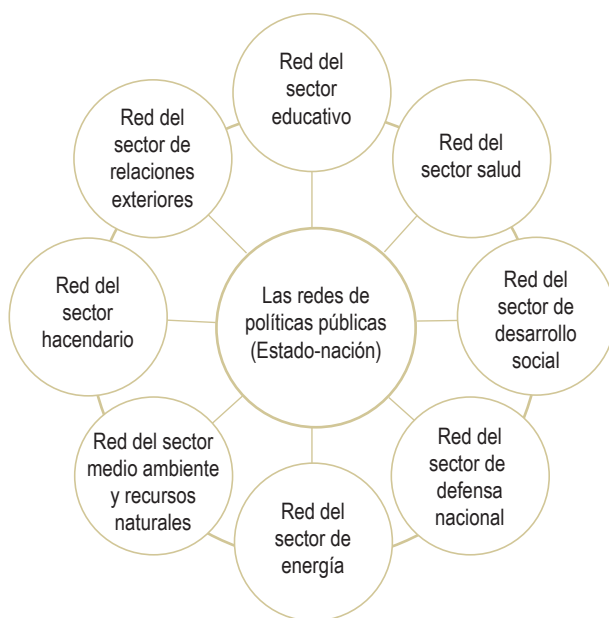 Red del
sector
educativo
Red del
sector salud
Red del
sector de
desarrollo
social
Red del
sector de
defensa
nacional
Red del
sector de
energía
Red del sector
medio ambiente
y recursos
naturales
Red del
sector
hacendario
Red del
sector de
relaciones
exteriores
Las redes de
políticas públicas
(Estado-nación)